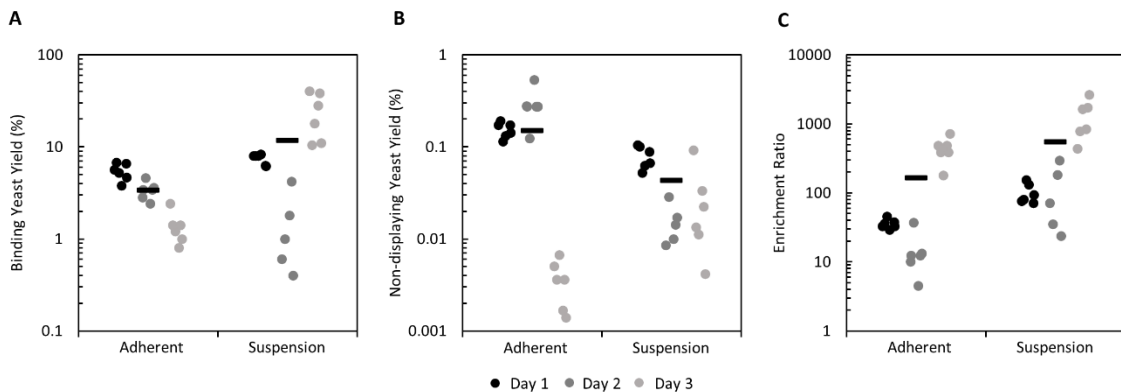 A
Binding Yeast Yield (%)
100
10
1
0.1
Adherent
Suspension
B
Non-displaying Yeast Yield (%)
1
0.1
0.01
0.001
Adherent
Suspension
C
Enrichment Ratio
10000
1000
100
10
1
Adherent
Suspension
Day 1 Day 2 Day 3